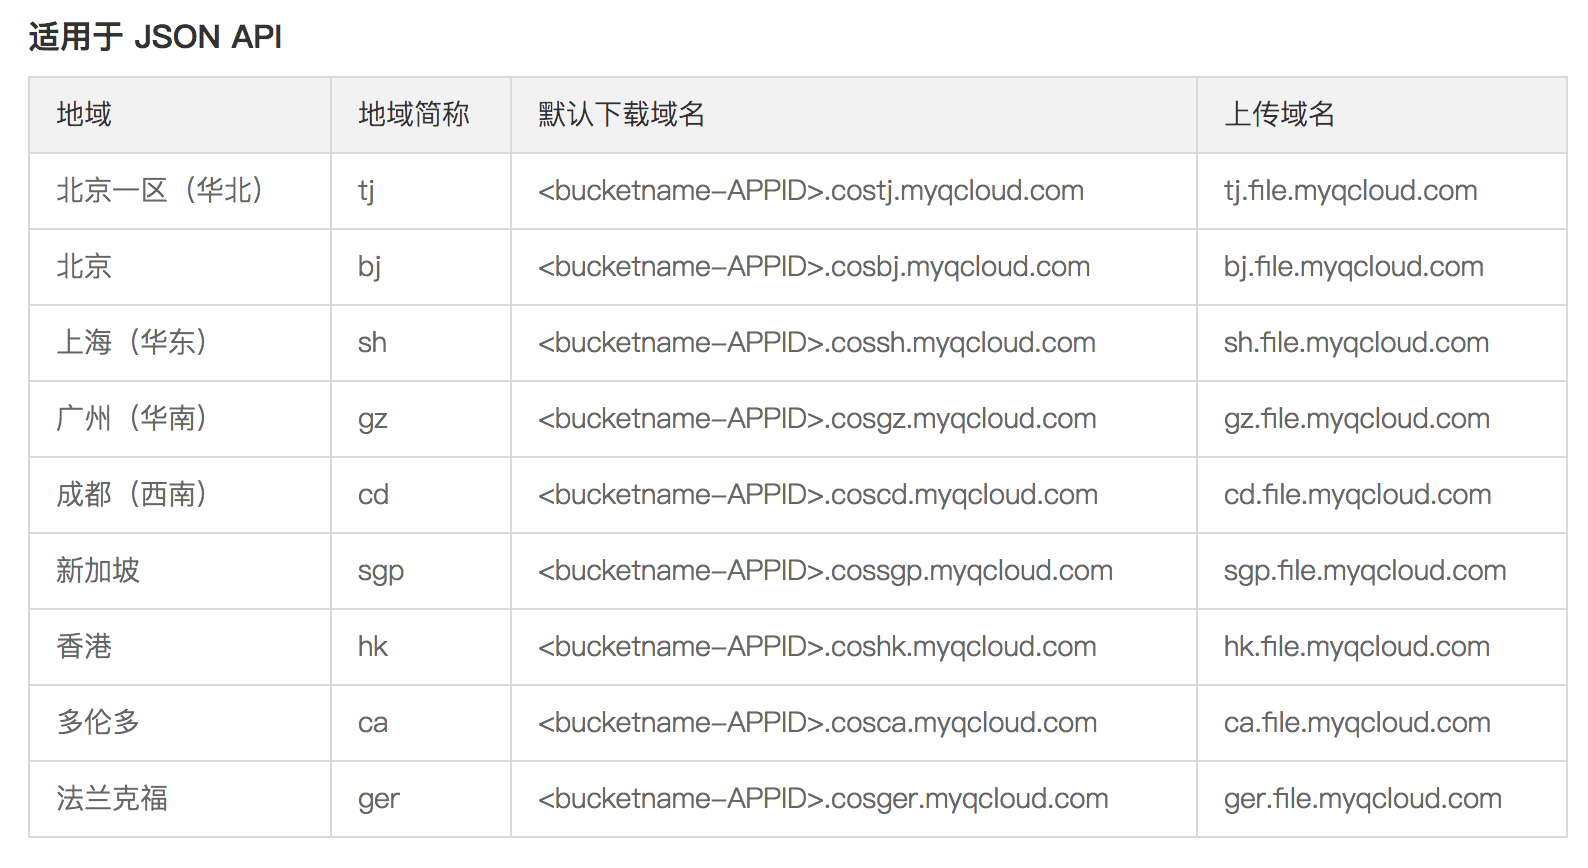 适用于 JSON API
地域 地域简称 默认下载域名 上传域名
北京一区（华北） tj <bucketname-APPID>.costj.myqcloud.com tj.file.myqcloud.com
北京 bj <bucketname-APPID>.cosbj.myqcloud.com bj.file.myqcloud.com
上海（华东） sh <bucketname-APPID>.cossh.myqcloud.com sh.file.myqcloud.com
广州（华南） gz <bucketname-APPID>.cosgz.myqcloud.com gz.file.myqcloud.com
成都（西南） cd <bucketname-APPID>.coscd.myqcloud.com cd.file.myqcloud.com
新加坡 sgp <bucketname-APPID>.cossgp.myqcloud.com sgp.file.myqcloud.com
香港 hk <bucketname-APPID>.coshk.myqcloud.com hk.file.myqcloud.com
多伦多 ca <bucketname-APPID>.cosca.myqcloud.com ca.file.myqcloud.com
法兰克福 ger <bucketname-APPID>.cosger.myqcloud.com ger.file.myqcloud.com